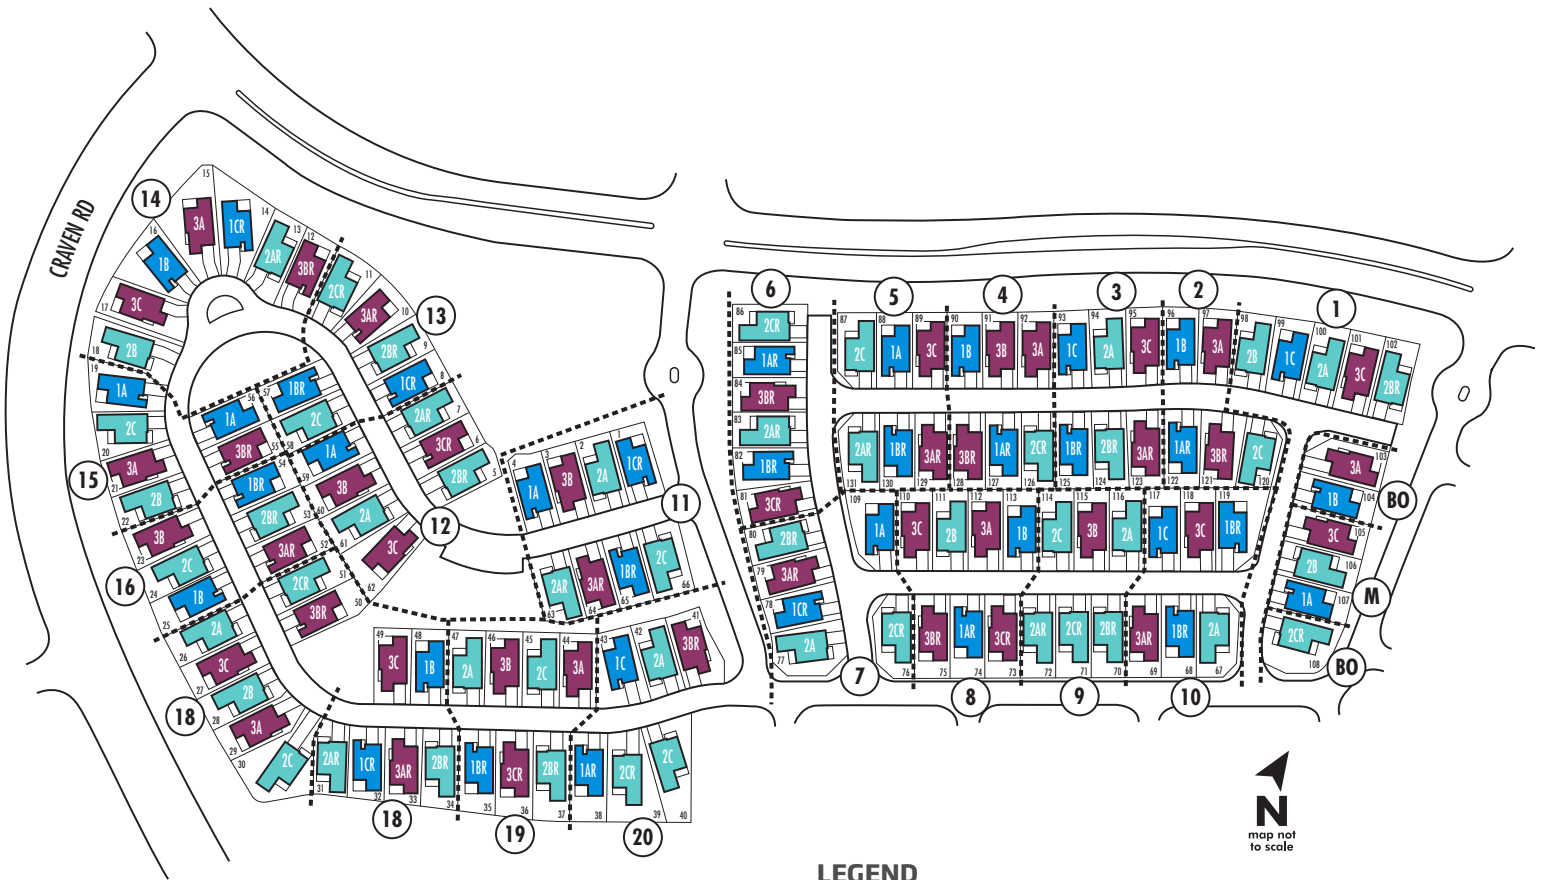 CRAVEN RD
14
15
3A
1CR
14
2AR
13
12
3BR
16
1B
2CR
11
3AR
10
13
17
3C
2BR
9
18
2B
1CR
8
19
1A
2AR
7
2C
3CR
6
20
3A
2BR
5
15
21
2B
22
3B
23
2C
16
24
1B
25
2A
26
3C
27
2B
18
28
3A
29
30
2C
56
57
1BR
1A
2C
3BR
55
58
54
1A
1BR
59
3B
2BR
53
60
2A
3AR
52
61
3C
12
2CR
51
62
3BR
50
4
3
2
1
1A
3B
2A
1CR
11
2AR
3AR
1BR
2C
63
64
65
66
49
48
47
46
45
44
43
42
41
3C
1B
2A
3B
2C
3A
1C
2A
3BR
2AR
1CR
3AR
2BR
1BR
3CR
2BR
1AR
2CR
2C
31
32
33
34
35
36
37
38
39
40
18
19
20
6
86
2CR
85
1AR
84
3BR
83
2AR
82
1BR
81
3CR
80
2BR
79
3AR
78
1CR
77
2A
7
5
4
3
2
1
87
88
89
90
91
92
93
94
95
96
97
98
99
100
101
102
2C
1A
3C
1B
3B
3A
1C
2A
3C
1B
3A
2B
1C
2A
3C
2BR
2AR
1BR
3AR
3BR
1AR
2CR
1BR
2BR
3AR
1AR
3BR
2C
131
130
129
128
127
126
125
124
123
122
121
120
109
110
111
112
113
114
115
116
117
118
119
1A
3C
2B
3A
1B
2C
3B
2A
1C
3C
1BR
2CR
3BR
1AR
3CR
2AR
2CR
2BR
3AR
1BR
2A
76
75
74
73
72
71
70
69
68
67
8
9
10
103
3A
1B
104
BO
105
3C
2B
106
1A
107
M
2CR
108
BO
N
map not
to scale
LEGEND